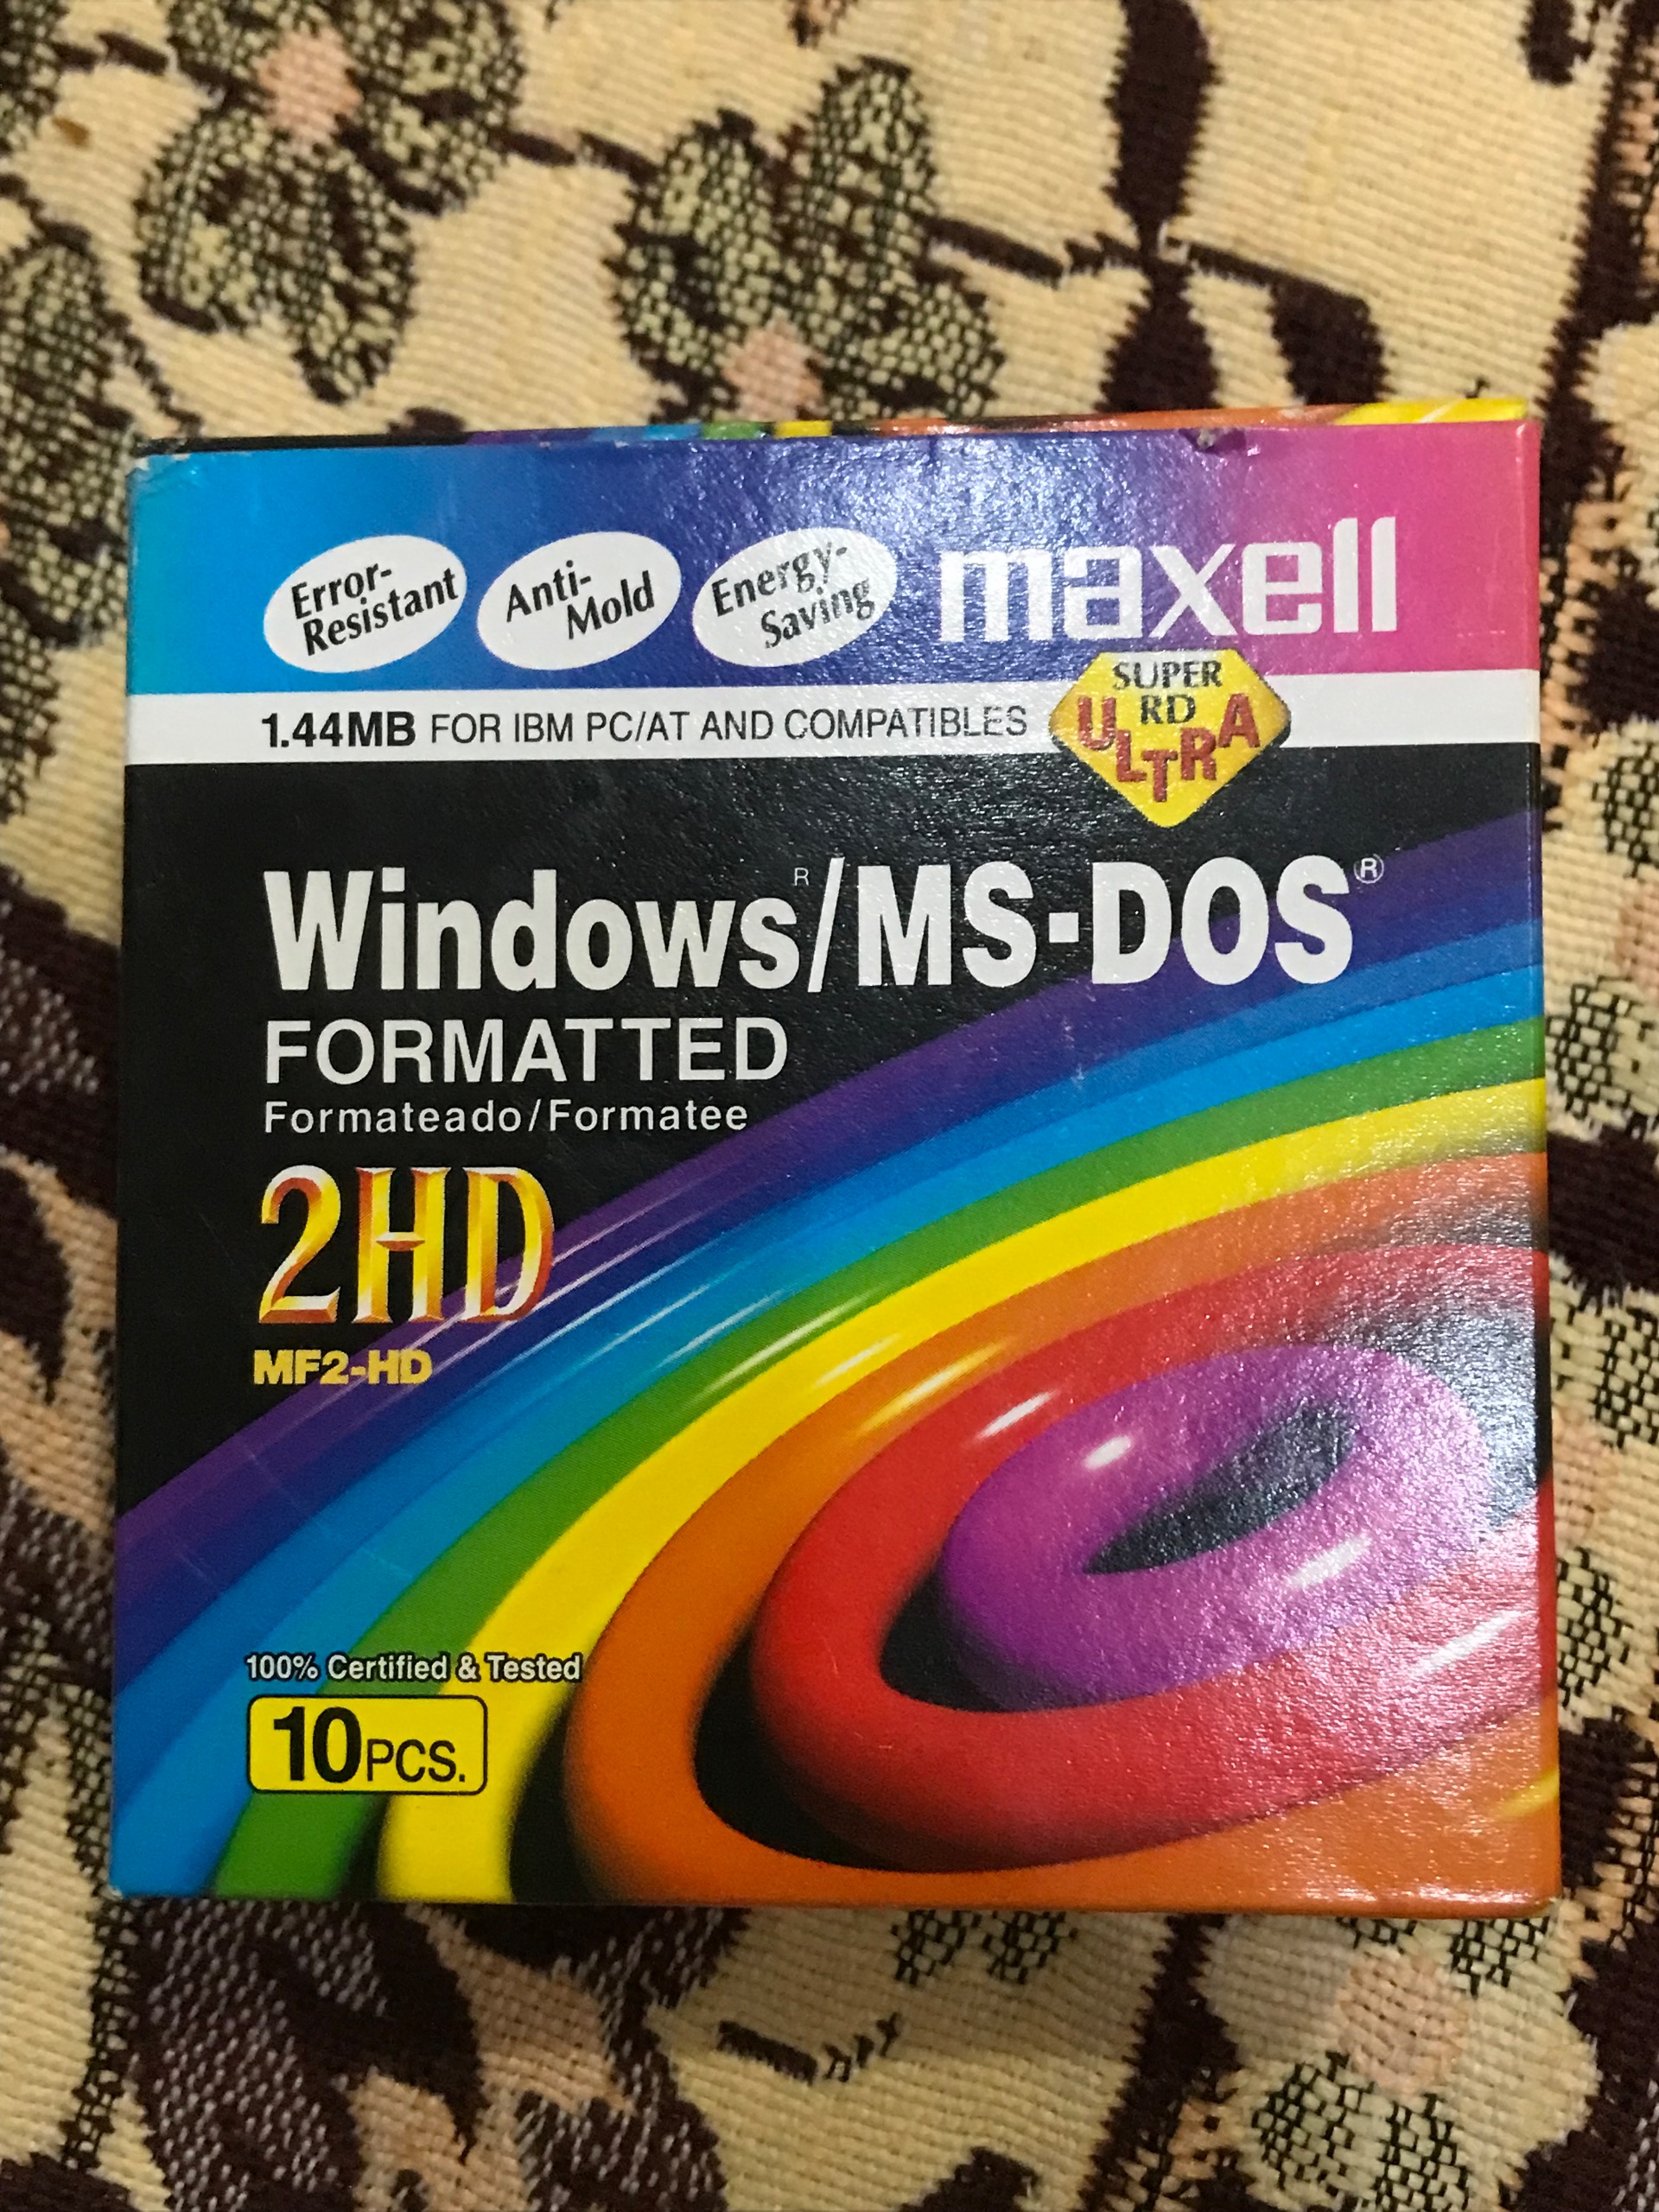 Error-
Resistant
Anti-
Mold
Energy-
Saving
maxell
1.44MB FOR IBM PC/AT AND COMPATIBLES
SUPER
RD
ULTRA
Windows®/MS-DOS®
FORMATTED
Formateado/Formatee
2HD
MF2-HD
100% Certified & Tested
10PCS.